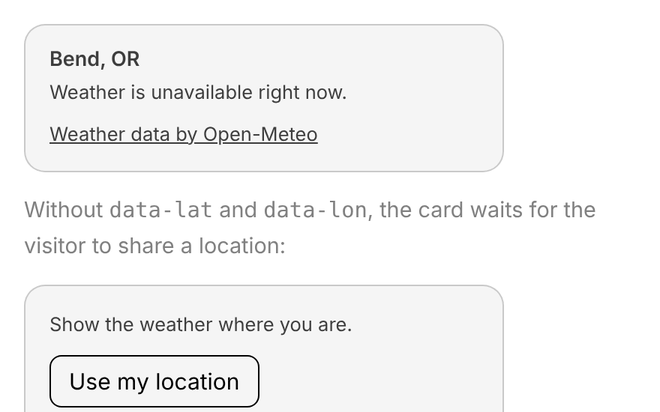 Bend, OR
Weather is unavailable right now.
Weather data by Open-Meteo
Without data-lat and data-lon, the card waits for the
visitor to share a location:
Show the weather where you are.
Use my location